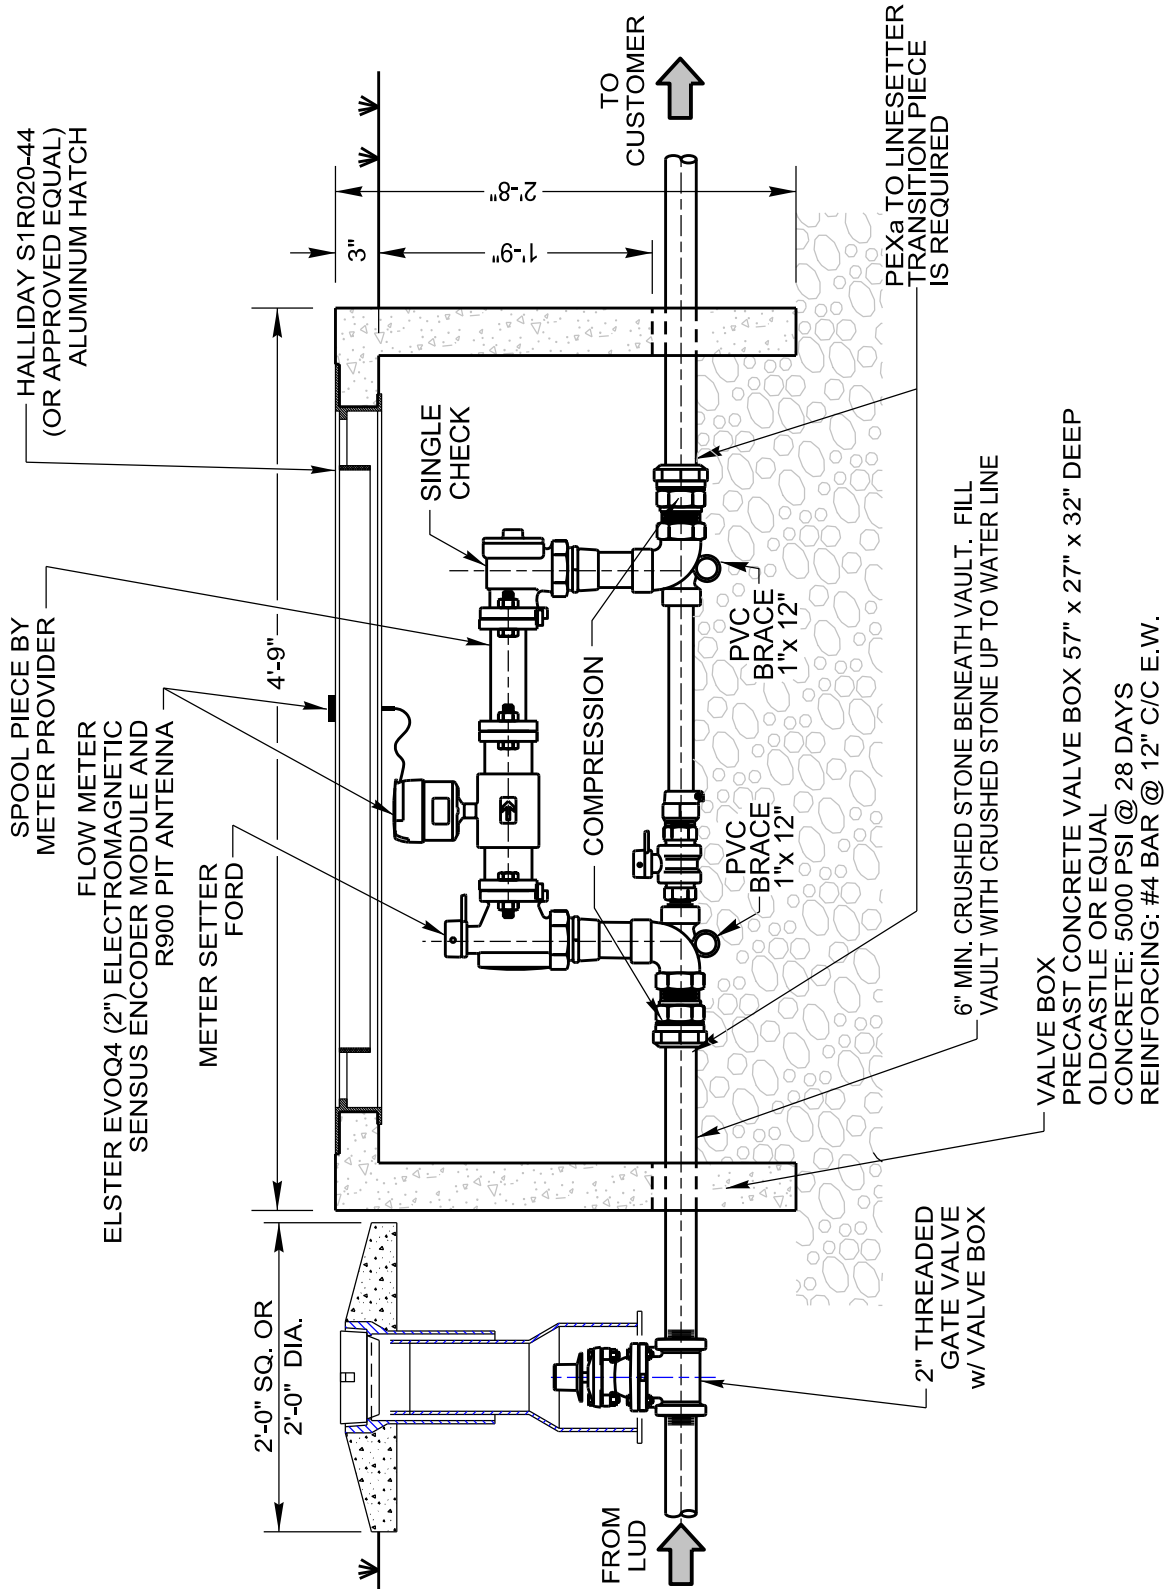 SPOOL PIECE BY
METER PROVIDER
HALLIDAY S1R020-44
(OR APPROVED EQUAL)
ALUMINUM HATCH
FLOW METER
ELSTER EVOQ4 (2") ELECTROMAGNETIC
SENSUS ENCODER MODULE AND
R900 PIT ANTENNA
METER SETTER
FORD
2'-0" SQ. OR
2'-0" DIA.
4'-9"
3"
1'-9"
2'-8"
SINGLE
CHECK
COMPRESSION
PVC
BRACE
1"x 12"
PVC
BRACE
1"x 12"
FROM
LUD
TO
CUSTOMER
PEXa TO LINESETTER
TRANSITION PIECE
IS REQUIRED
2" THREADED
GATE VALVE
w/ VALVE BOX
6" MIN. CRUSHED STONE BENEATH VAULT. FILL
VAULT WITH CRUSHED STONE UP TO WATER LINE
VALVE BOX
PRECAST CONCRETE VALVE BOX 57" x 27" x 32" DEEP
OLDCASTLE OR EQUAL
CONCRETE: 5000 PSI @ 28 DAYS
REINFORCING: #4 BAR @ 12" C/C E.W.